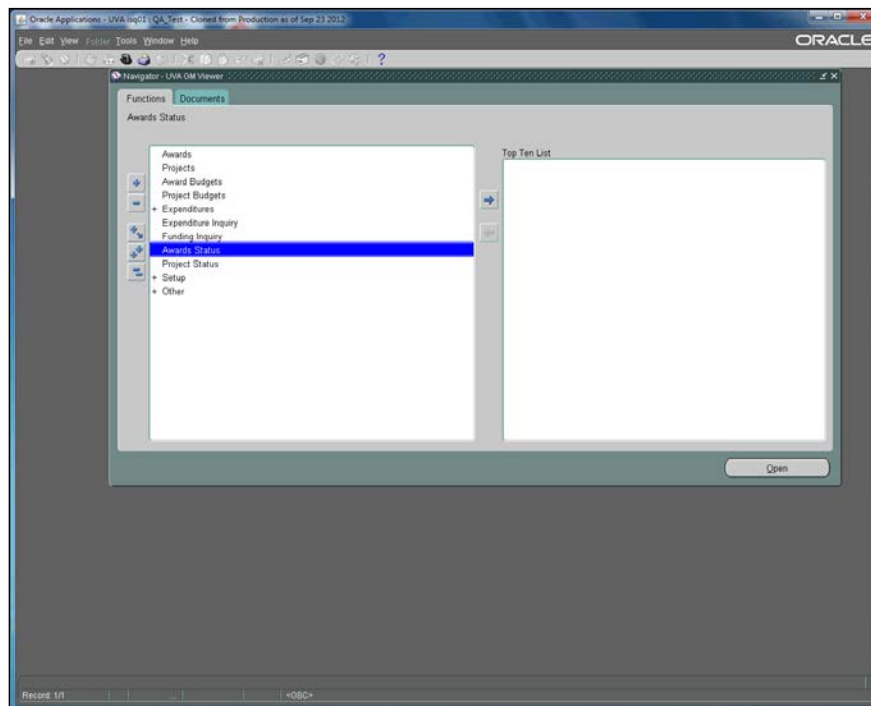 Oracle Applications - UVA isq01 : QA_Test - Cloned from Production as of Sep 23 2012
File Edit View Folder Tools Window Help
ORACLE
Navigator - UVA GM Viewer
Functions Documents
Awards Status
Top Ten List
Awards
Projects
Award Budgets
Project Budgets
+ Expenditures
Expenditure Inquiry
Funding Inquiry
Awards Status
Project Status
+ Setup
+ Other
Open
Record: 1/1 ... <OSC>